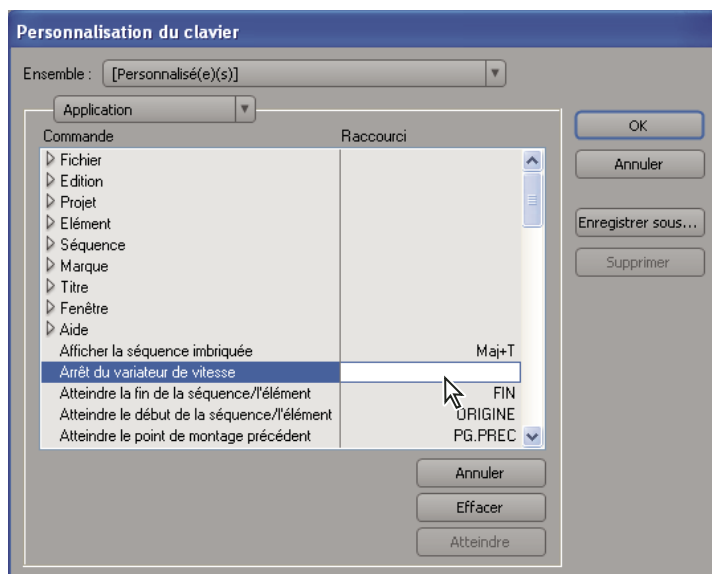 Personnalisation du clavier
Ensemble : [Personnalisé(e)(s)]
Application
Commande Raccourci
Fichier
Edition
Projet
Elément
Séquence
Marque
Titre
Fenêtre
Aide
Afficher la séquence imbriquée Maj+T
Arrêt du variateur de vitesse
Atteindre la fin de la séquence/l'élément FIN
Atteindre le début de la séquence/l'élément ORIGINE
Atteindre le point de montage précédent PG.PREC
Annuler
Effacer
Atteindre
OK
Annuler
Enregistrer sous...
Supprimer